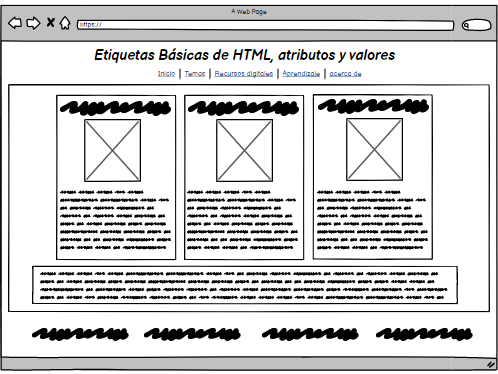 A Web Page
https://
Etiquetas Básicas de HTML, atributos y valores
Inicio | Temas | Recursos digitales | Aprendizaje | acerca de